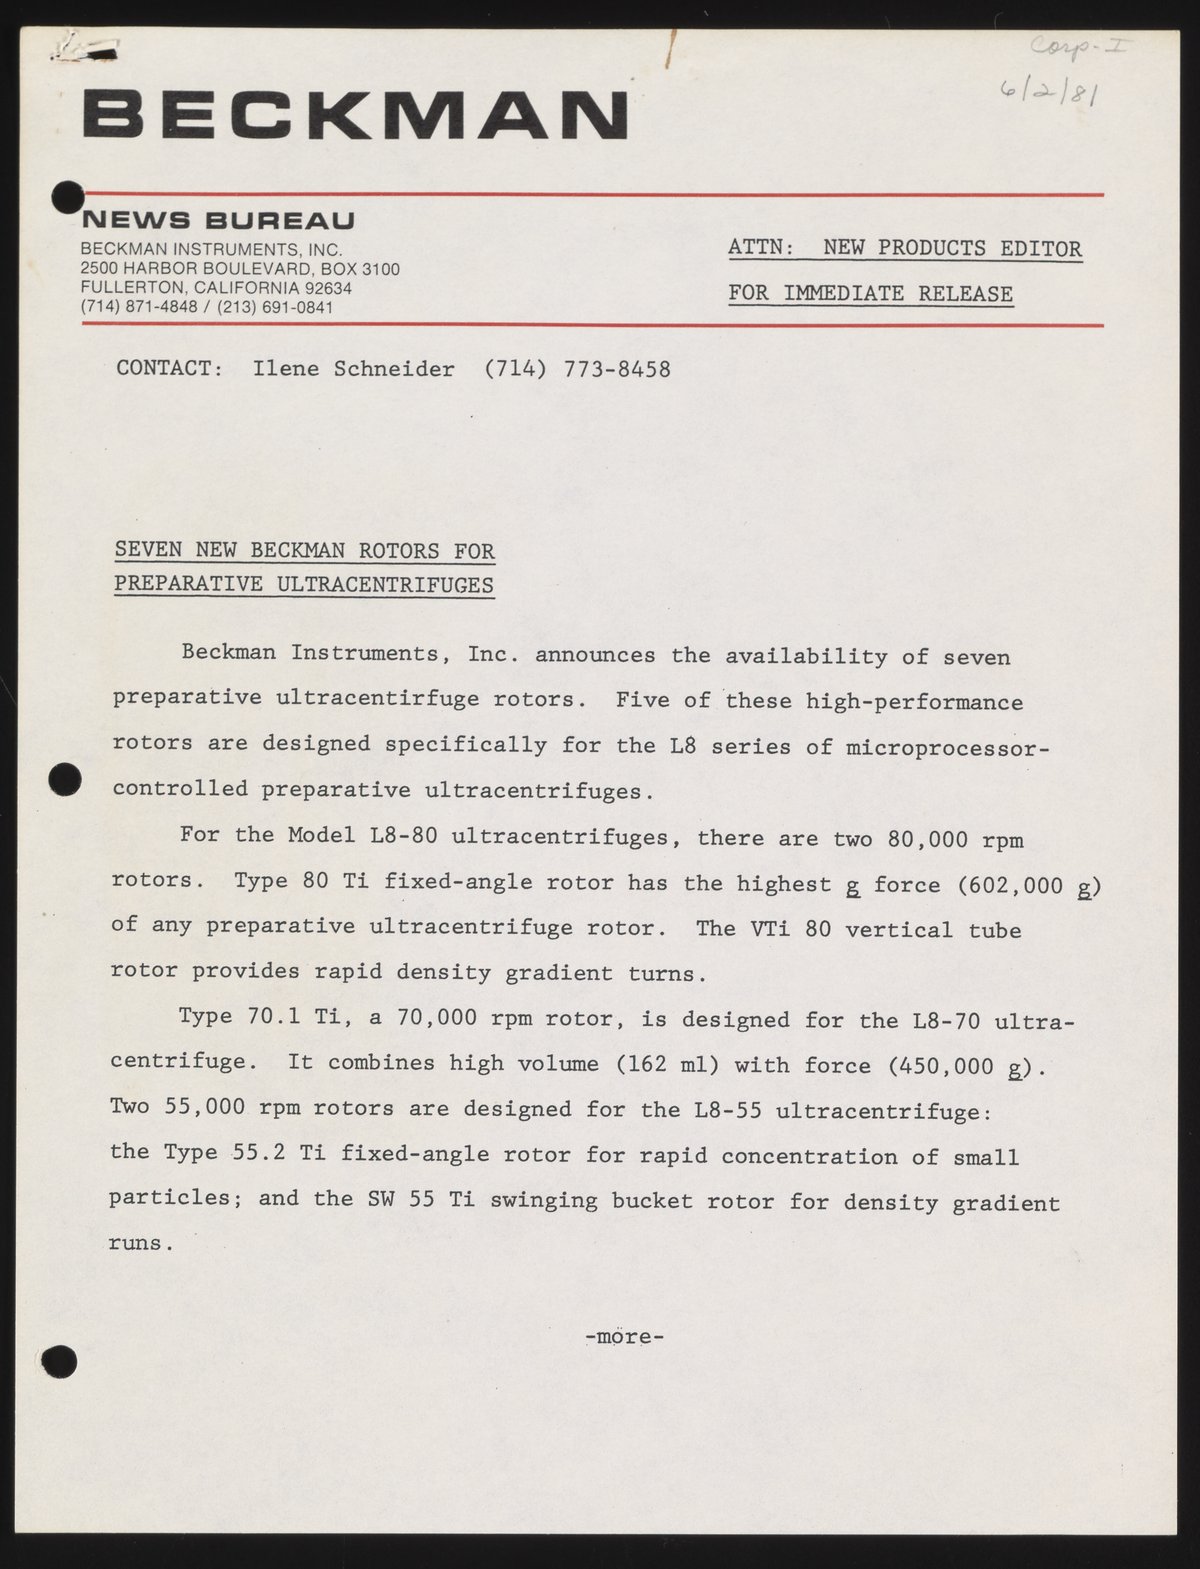 Corp-I
6/2/81
BECKMAN
NEWS BUREAU
BECKMAN INSTRUMENTS, INC.
2500 HARBOR BOULEVARD, BOX 3100
FULLERTON, CALIFORNIA 92634
(714) 871-4848 / (213) 691-0841
ATTN: NEW PRODUCTS EDITOR
FOR IMMEDIATE RELEASE
CONTACT: Ilene Schneider (714) 773-8458
SEVEN NEW BECKMAN ROTORS FOR
PREPARATIVE ULTRACENTRIFUGES
Beckman Instruments, Inc. announces the availability of seven
preparative ultracentirfuge rotors. Five of these high-performance
rotors are designed specifically for the L8 series of microprocessor-
controlled preparative ultracentrifuges.
For the Model L8-80 ultracentrifuges, there are two 80,000 rpm
rotors. Type 80 Ti fixed-angle rotor has the highest g force (602,000 g)
of any preparative ultracentrifuge rotor. The VTi 80 vertical tube
rotor provides rapid density gradient turns.
Type 70.1 Ti, a 70,000 rpm rotor, is designed for the L8-70 ultra-
centrifuge. It combines high volume (162 ml) with force (450,000 g).
Two 55,000 rpm rotors are designed for the L8-55 ultracentrifuge:
the Type 55.2 Ti fixed-angle rotor for rapid concentration of small
particles; and the SW 55 Ti swinging bucket rotor for density gradient
runs.
-more-